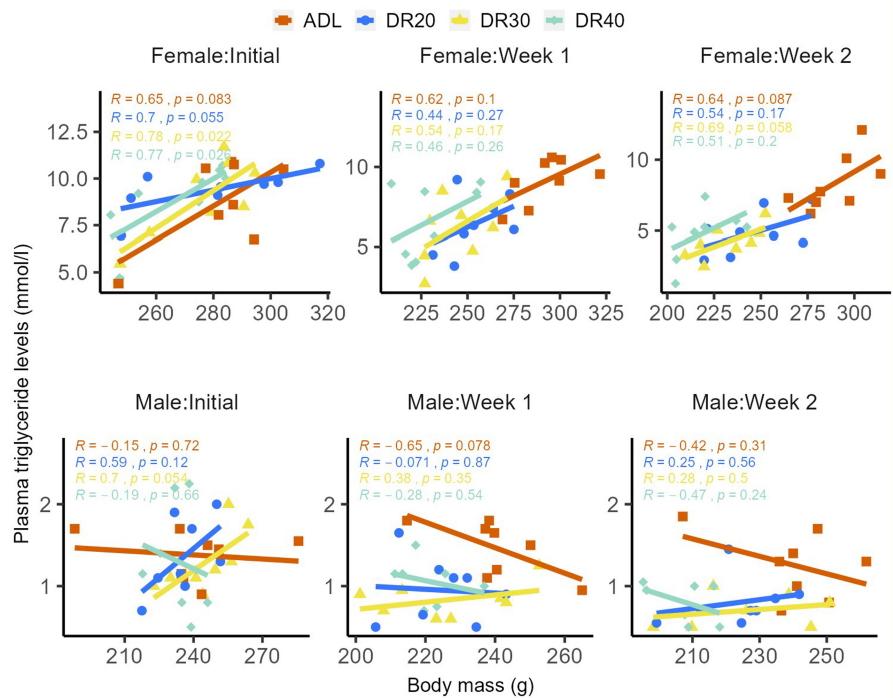 ADL DR20 DR30 DR40
Female:Initial Female:Week 1 Female:Week 2
R = 0.65 , p = 0.083
R = 0.7 , p = 0.055
R = 0.78 , p = 0.022
R = 0.77 , p = 0.026
12.5
10.0
7.5
5.0
260 280 300 320
R = 0.62 , p = 0.1
R = 0.44 , p = 0.27
R = 0.54 , p = 0.17
R = 0.46 , p = 0.26
10
5
225 250 275 300 325
R = 0.64 , p = 0.087
R = 0.54 , p = 0.17
R = 0.69 , p = 0.058
R = 0.51 , p = 0.2
10
5
200 225 250 275 300
Plasma triglyceride levels (mmol/l)
Male:Initial Male:Week 1 Male:Week 2
R = −0.15 , p = 0.72
R = 0.59 , p = 0.12
R = 0.7 , p = 0.054
R = −0.19 , p = 0.66
2
1
210 240 270
R = −0.65 , p = 0.078
R = −0.071 , p = 0.87
R = 0.38 , p = 0.35
R = −0.28 , p = 0.54
2
1
200 220 240 260
R = −0.42 , p = 0.31
R = 0.25 , p = 0.56
R = 0.28 , p = 0.5
R = −0.47 , p = 0.24
2
1
210 230 250
Body mass (g)